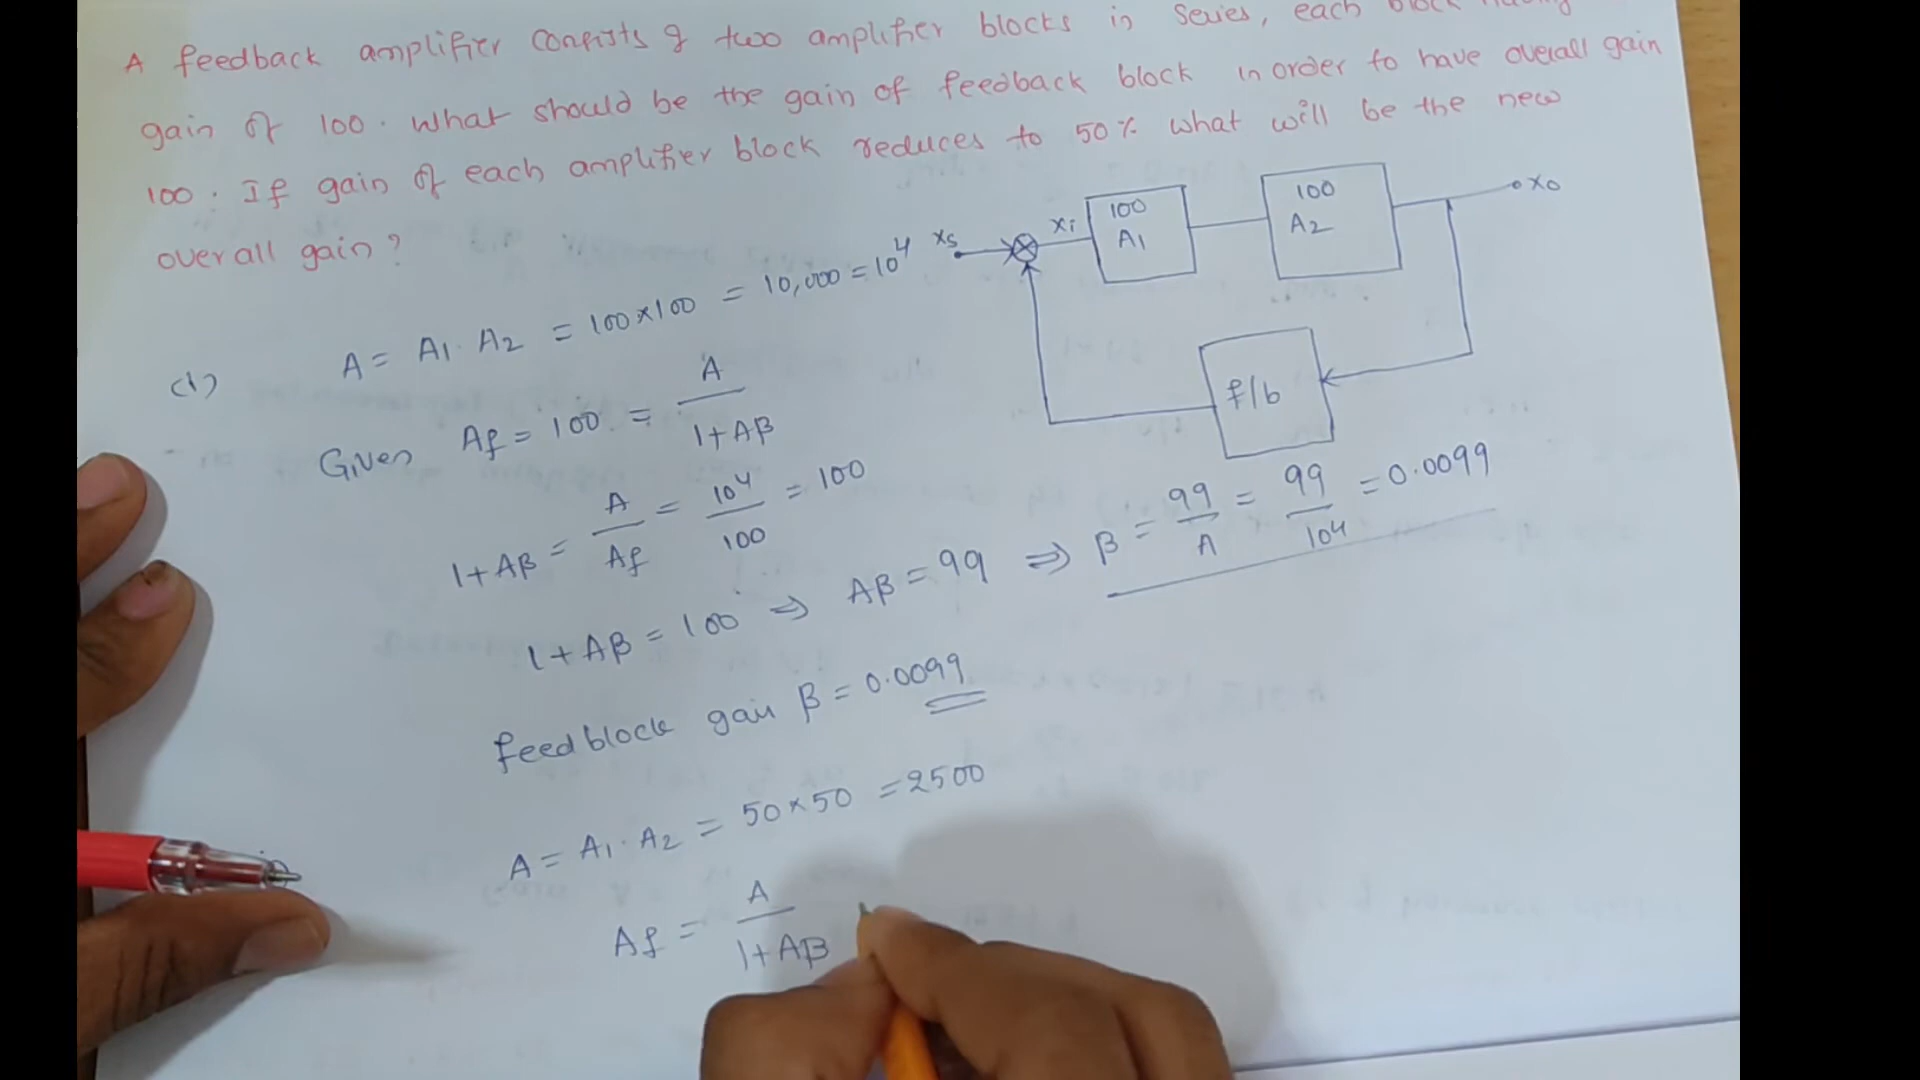 A feedback amplifier consists of two amplifier blocks in series, each block
gain of 100. What should be the gain of feedback block in order to have overall gain
100. If gain of each amplifier block reduces to 50% what will be the new
overall gain?
(1) A = A1 . A2 = 100×100 = 10,000 = 10^4
Given Af = 100 = A / 1+Aβ
1+Aβ = A / Af = 10^4 / 100 = 100
1+Aβ = 100 ⇒ Aβ = 99 ⇒ β = 99 / A = 99 / 10^4 = 0.0099
feedblock gain β = 0.0099
A = A1 . A2 = 50×50 = 2500
Af = A / 1+Aβ
xs
xi
100
A1
100
A2
xo
f/b